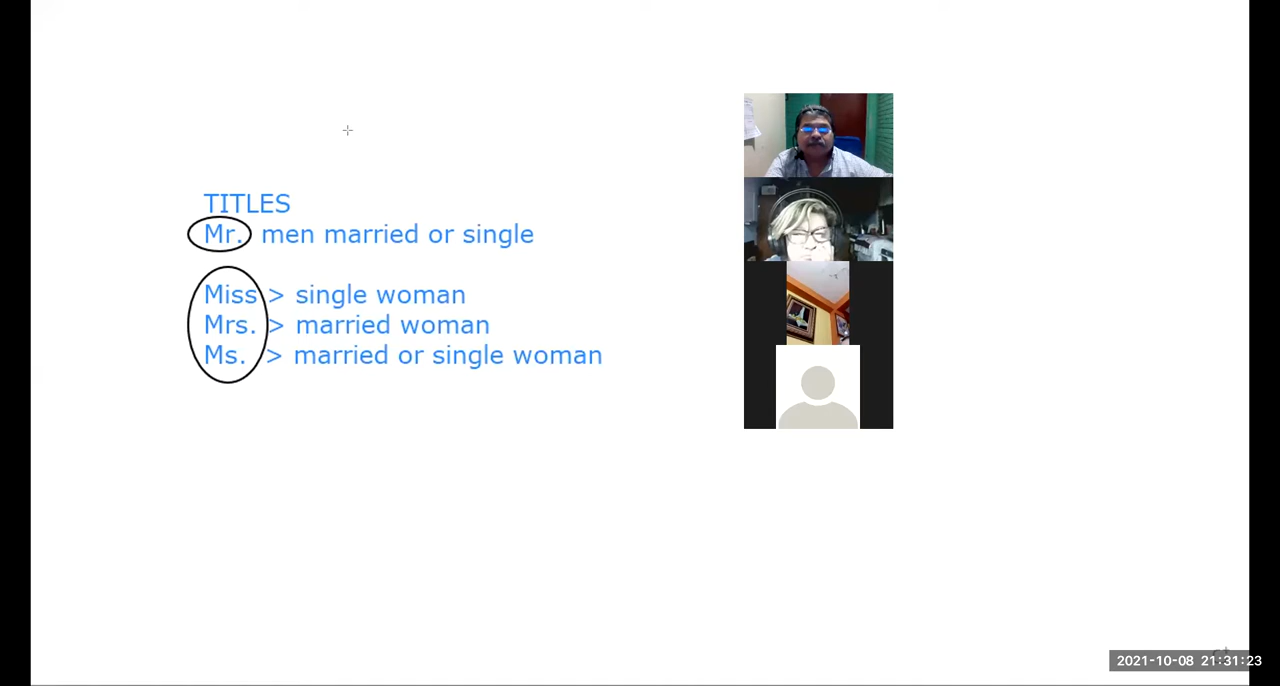 TITLES
Mr. men married or single
Miss > single woman
Mrs. > married woman
Ms. > married or single woman
2021-10-08 21:31:23